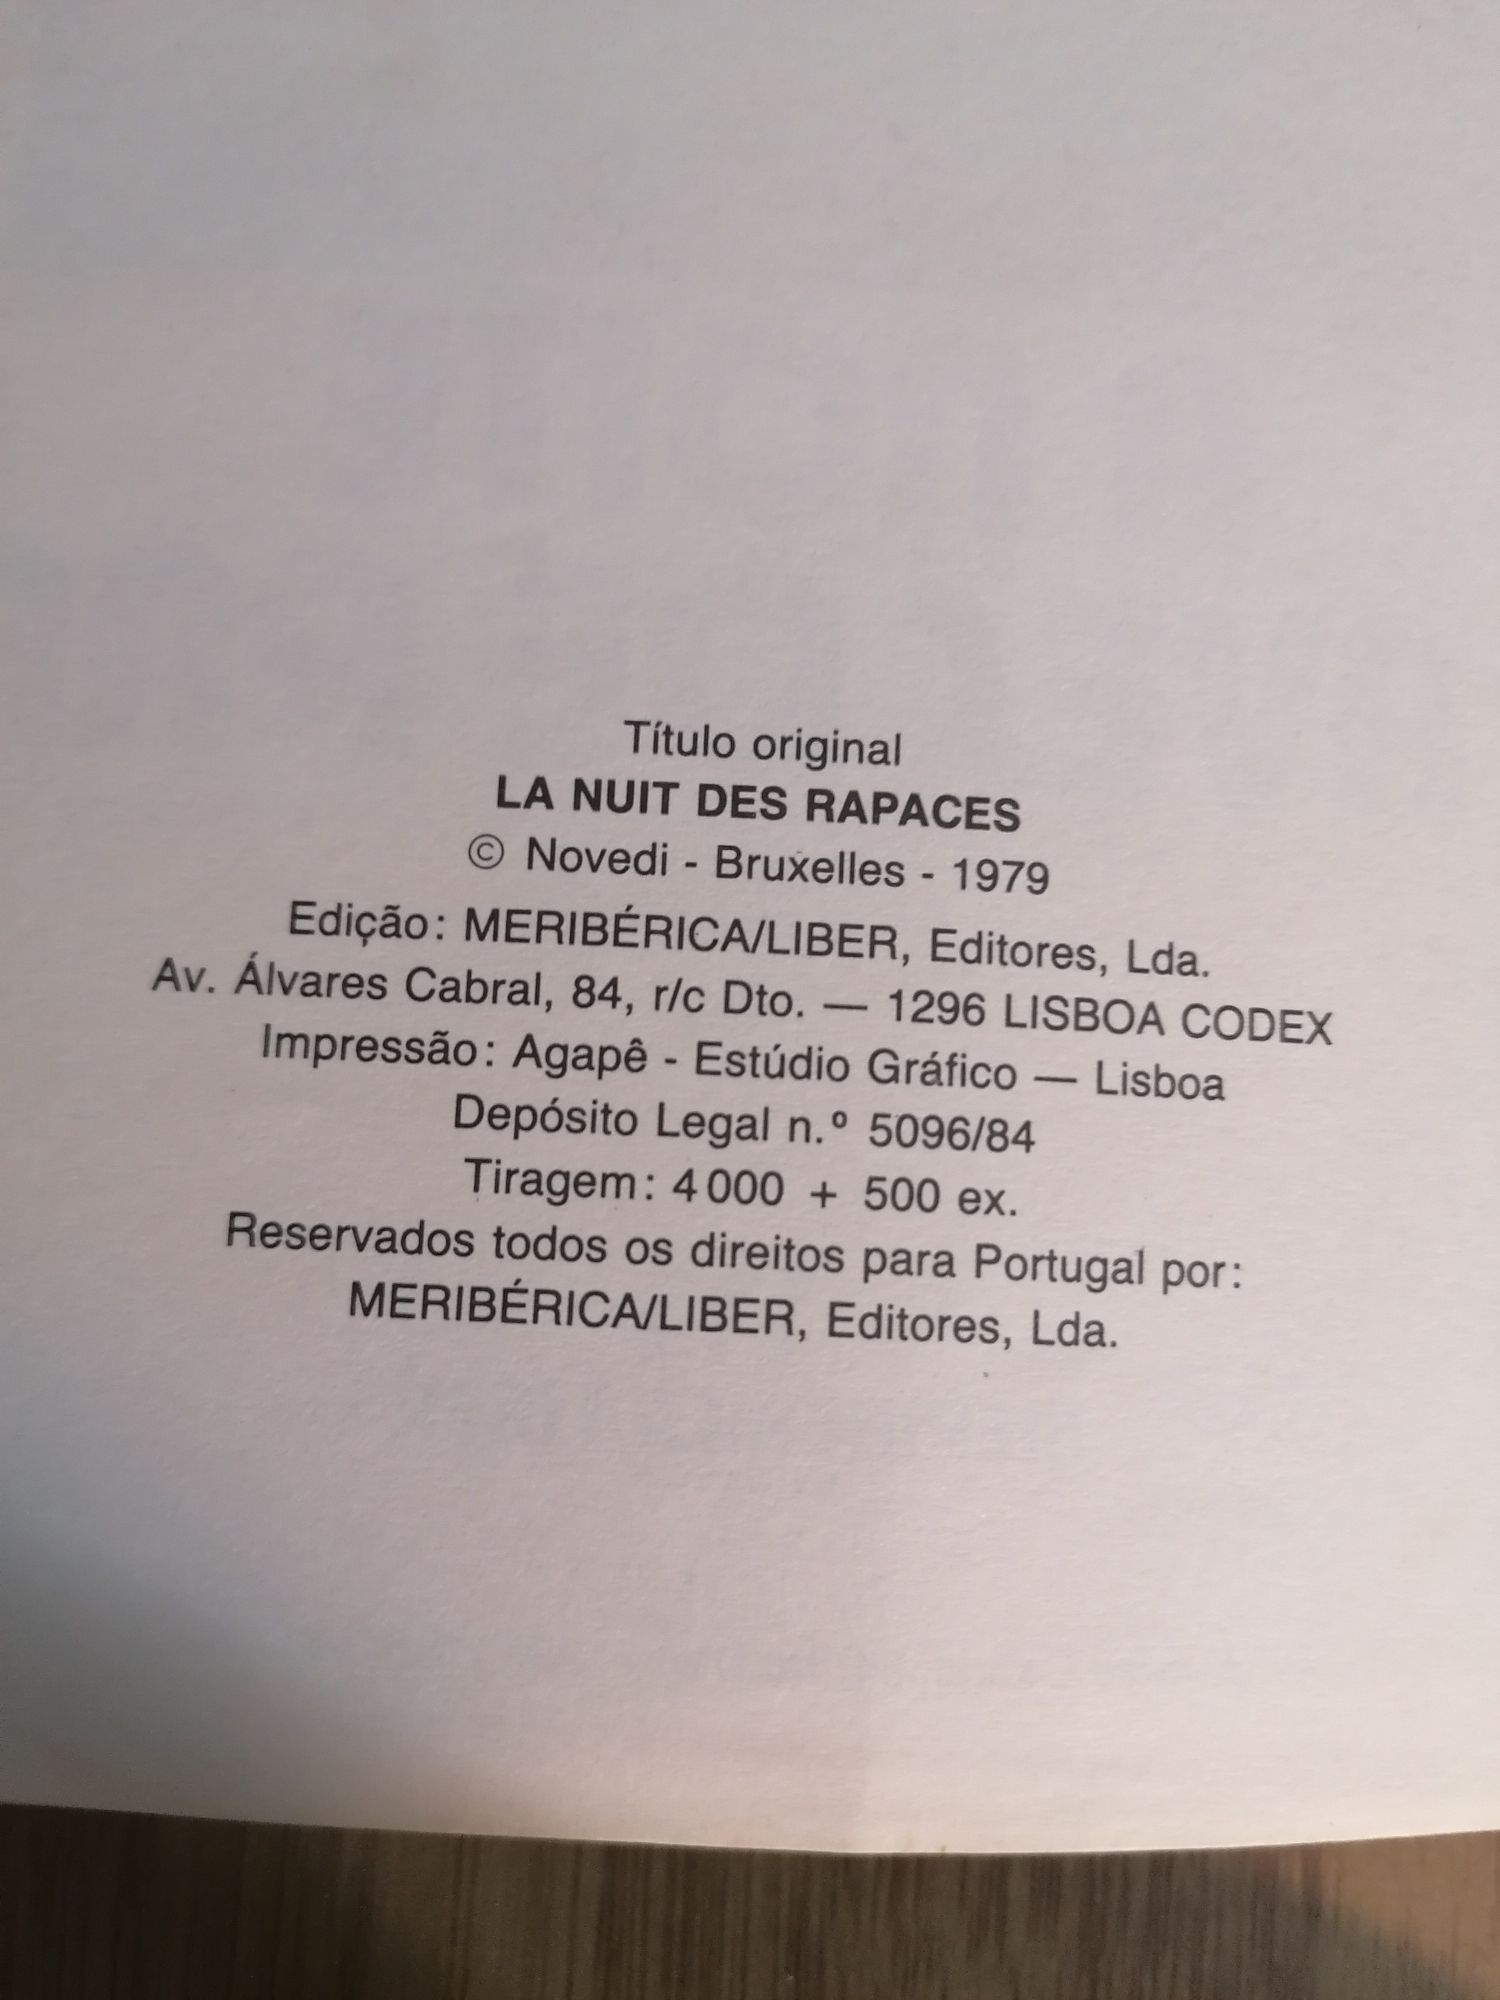 Título original
LA NUIT DES RAPACES
© Novedi - Bruxelles - 1979
Edição: MERIBÉRICA/LIBER, Editores, Lda.
Av. Álvares Cabral, 84, r/c Dto. — 1296 LISBOA CODEX
Impressão: Agapê - Estúdio Gráfico — Lisboa
Depósito Legal n.º 5096/84
Tiragem: 4 000 + 500 ex.
Reservados todos os direitos para Portugal por:
MERIBÉRICA/LIBER, Editores, Lda.